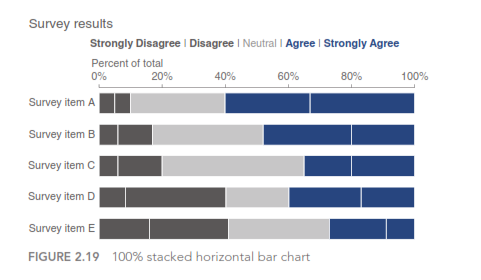 Survey results
Strongly Disagree | Disagree | Neutral | Agree | Strongly Agree
Percent of total
0% 20% 40% 60% 80% 100%
Survey item A
Survey item B
Survey item C
Survey item D
Survey item E
FIGURE 2.19 100% stacked horizontal bar chart